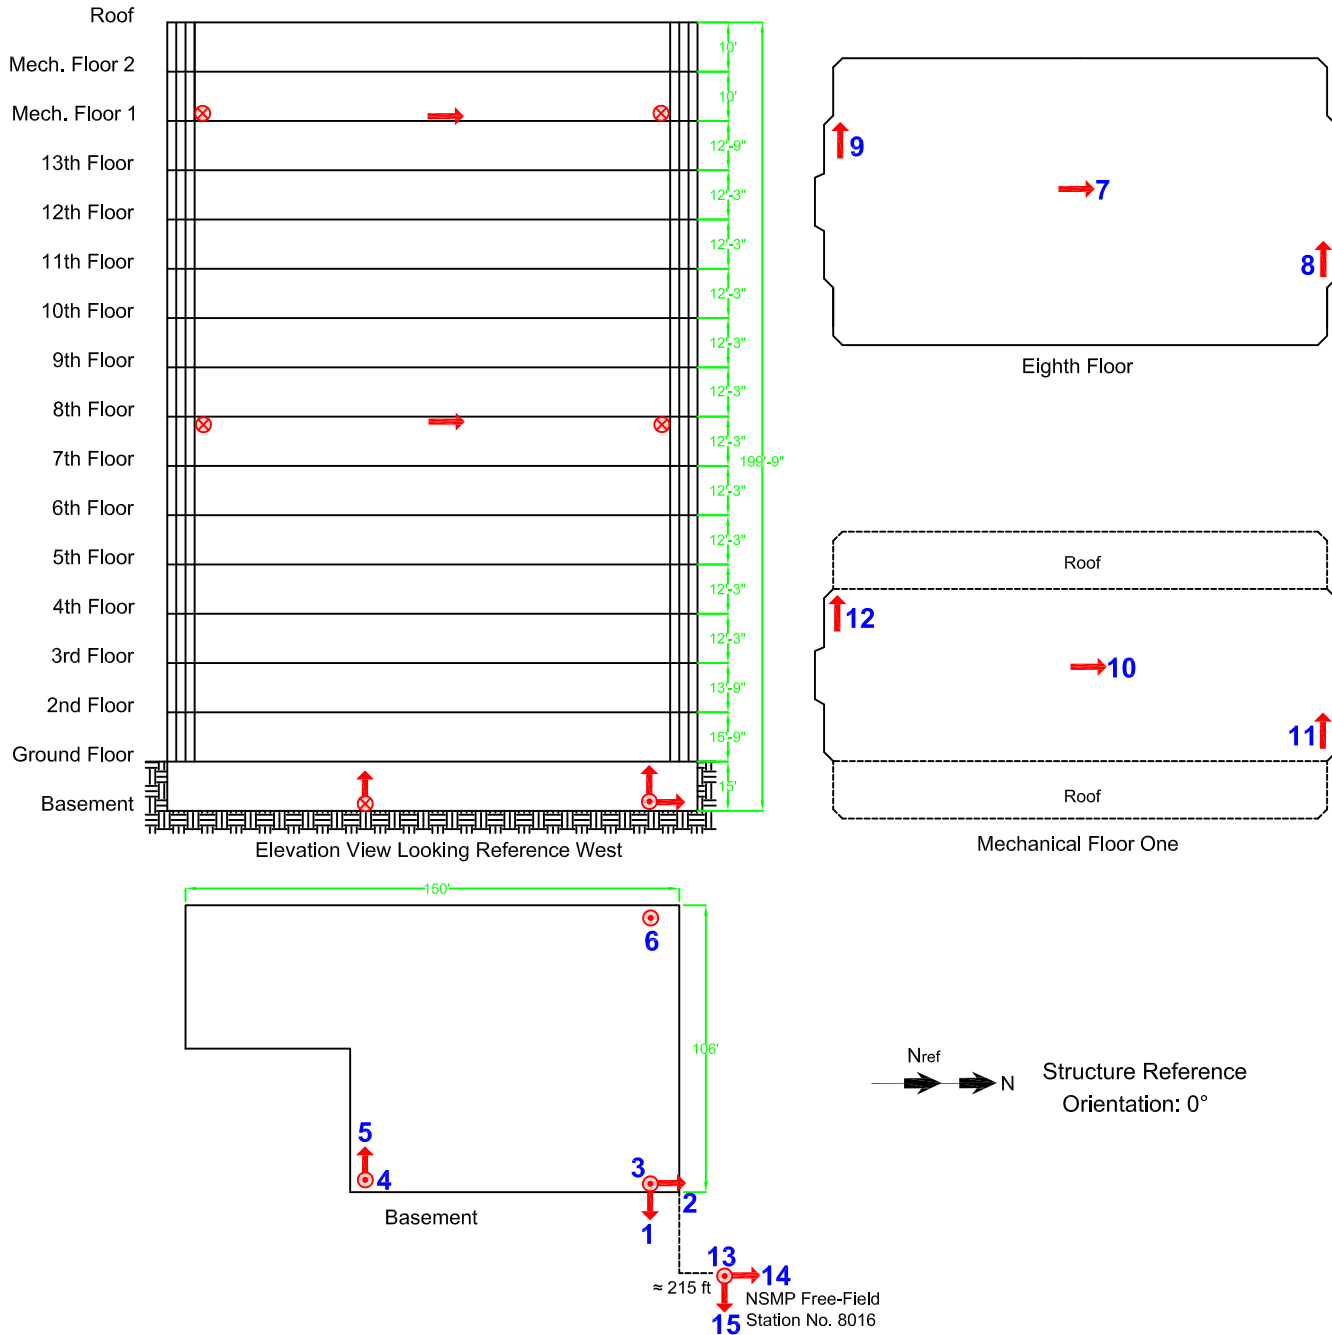 Roof
Mech. Floor 2
Mech. Floor 1
13th Floor
12th Floor
11th Floor
10th Floor
9th Floor
8th Floor
7th Floor
6th Floor
5th Floor
4th Floor
3rd Floor
2nd Floor
Ground Floor
Basement
10'
10'
12'-9"
12'-3"
12'-3"
12'-3"
12'-3"
12'-3"
12'-3"
12'-3"
12'-3"
12'-3"
12'-3"
13'-9"
15'-9"
15'
199'-9"
Elevation View Looking Reference West
9
7
8
Eighth Floor
Roof
12
10
11
Roof
Mechanical Floor One
150'
6
106'
5
4
3
2
1
Basement
13
14
≈ 215 ft
NSMP Free-Field
15
Station No. 8016
Nref
N
Structure Reference
Orientation: 0°